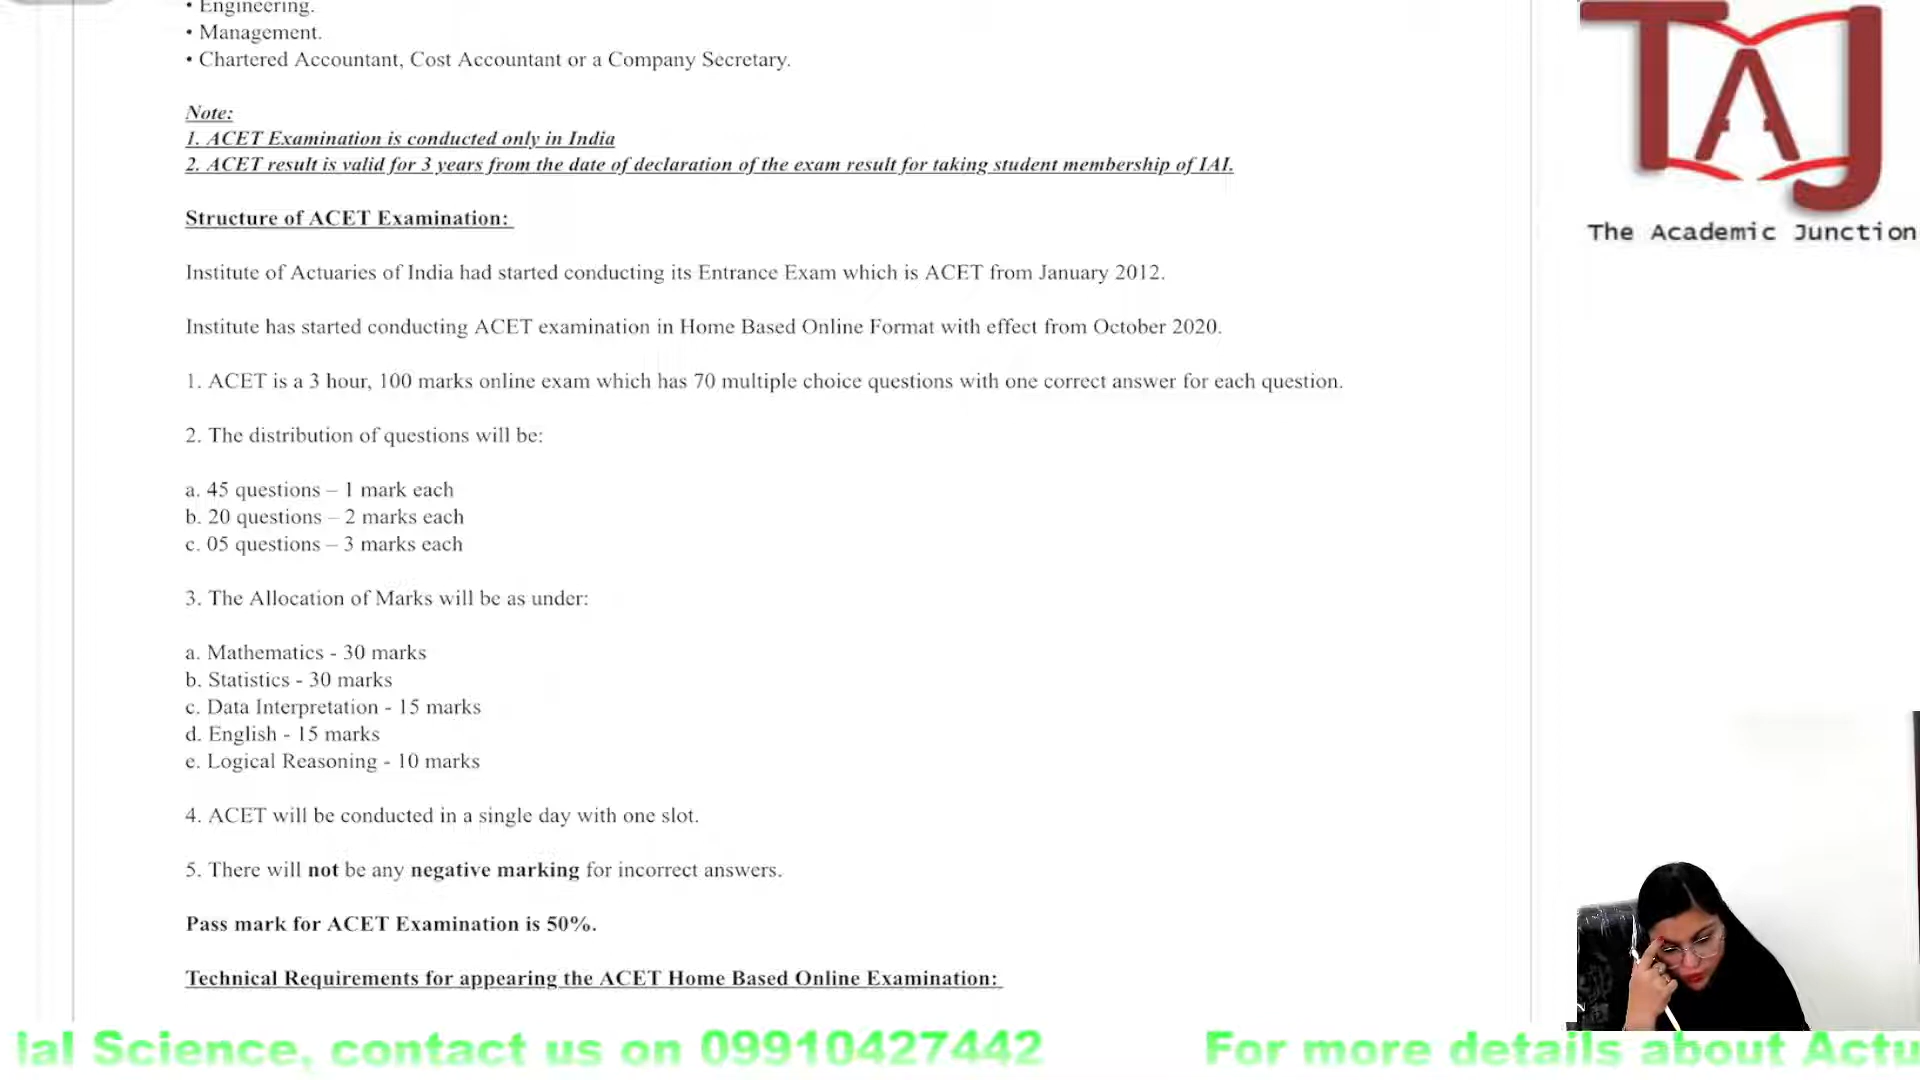 • Engineering.
• Management.
• Chartered Accountant, Cost Accountant or a Company Secretary.
Note:
1. ACET Examination is conducted only in India
2. ACET result is valid for 3 years from the date of declaration of the exam result for taking student membership of IAI.
Structure of ACET Examination:
Institute of Actuaries of India had started conducting its Entrance Exam which is ACET from January 2012.
Institute has started conducting ACET examination in Home Based Online Format with effect from October 2020.
1. ACET is a 3 hour, 100 marks online exam which has 70 multiple choice questions with one correct answer for each question.
2. The distribution of questions will be:
a. 45 questions – 1 mark each
b. 20 questions – 2 marks each
c. 05 questions – 3 marks each
3. The Allocation of Marks will be as under:
a. Mathematics - 30 marks
b. Statistics - 30 marks
c. Data Interpretation - 15 marks
d. English - 15 marks
e. Logical Reasoning - 10 marks
4. ACET will be conducted in a single day with one slot.
5. There will not be any negative marking for incorrect answers.
Pass mark for ACET Examination is 50%.
Technical Requirements for appearing the ACET Home Based Online Examination:
TAJ
The Academic Junction
ial Science, contact us on 09910427442 For more details about Actu